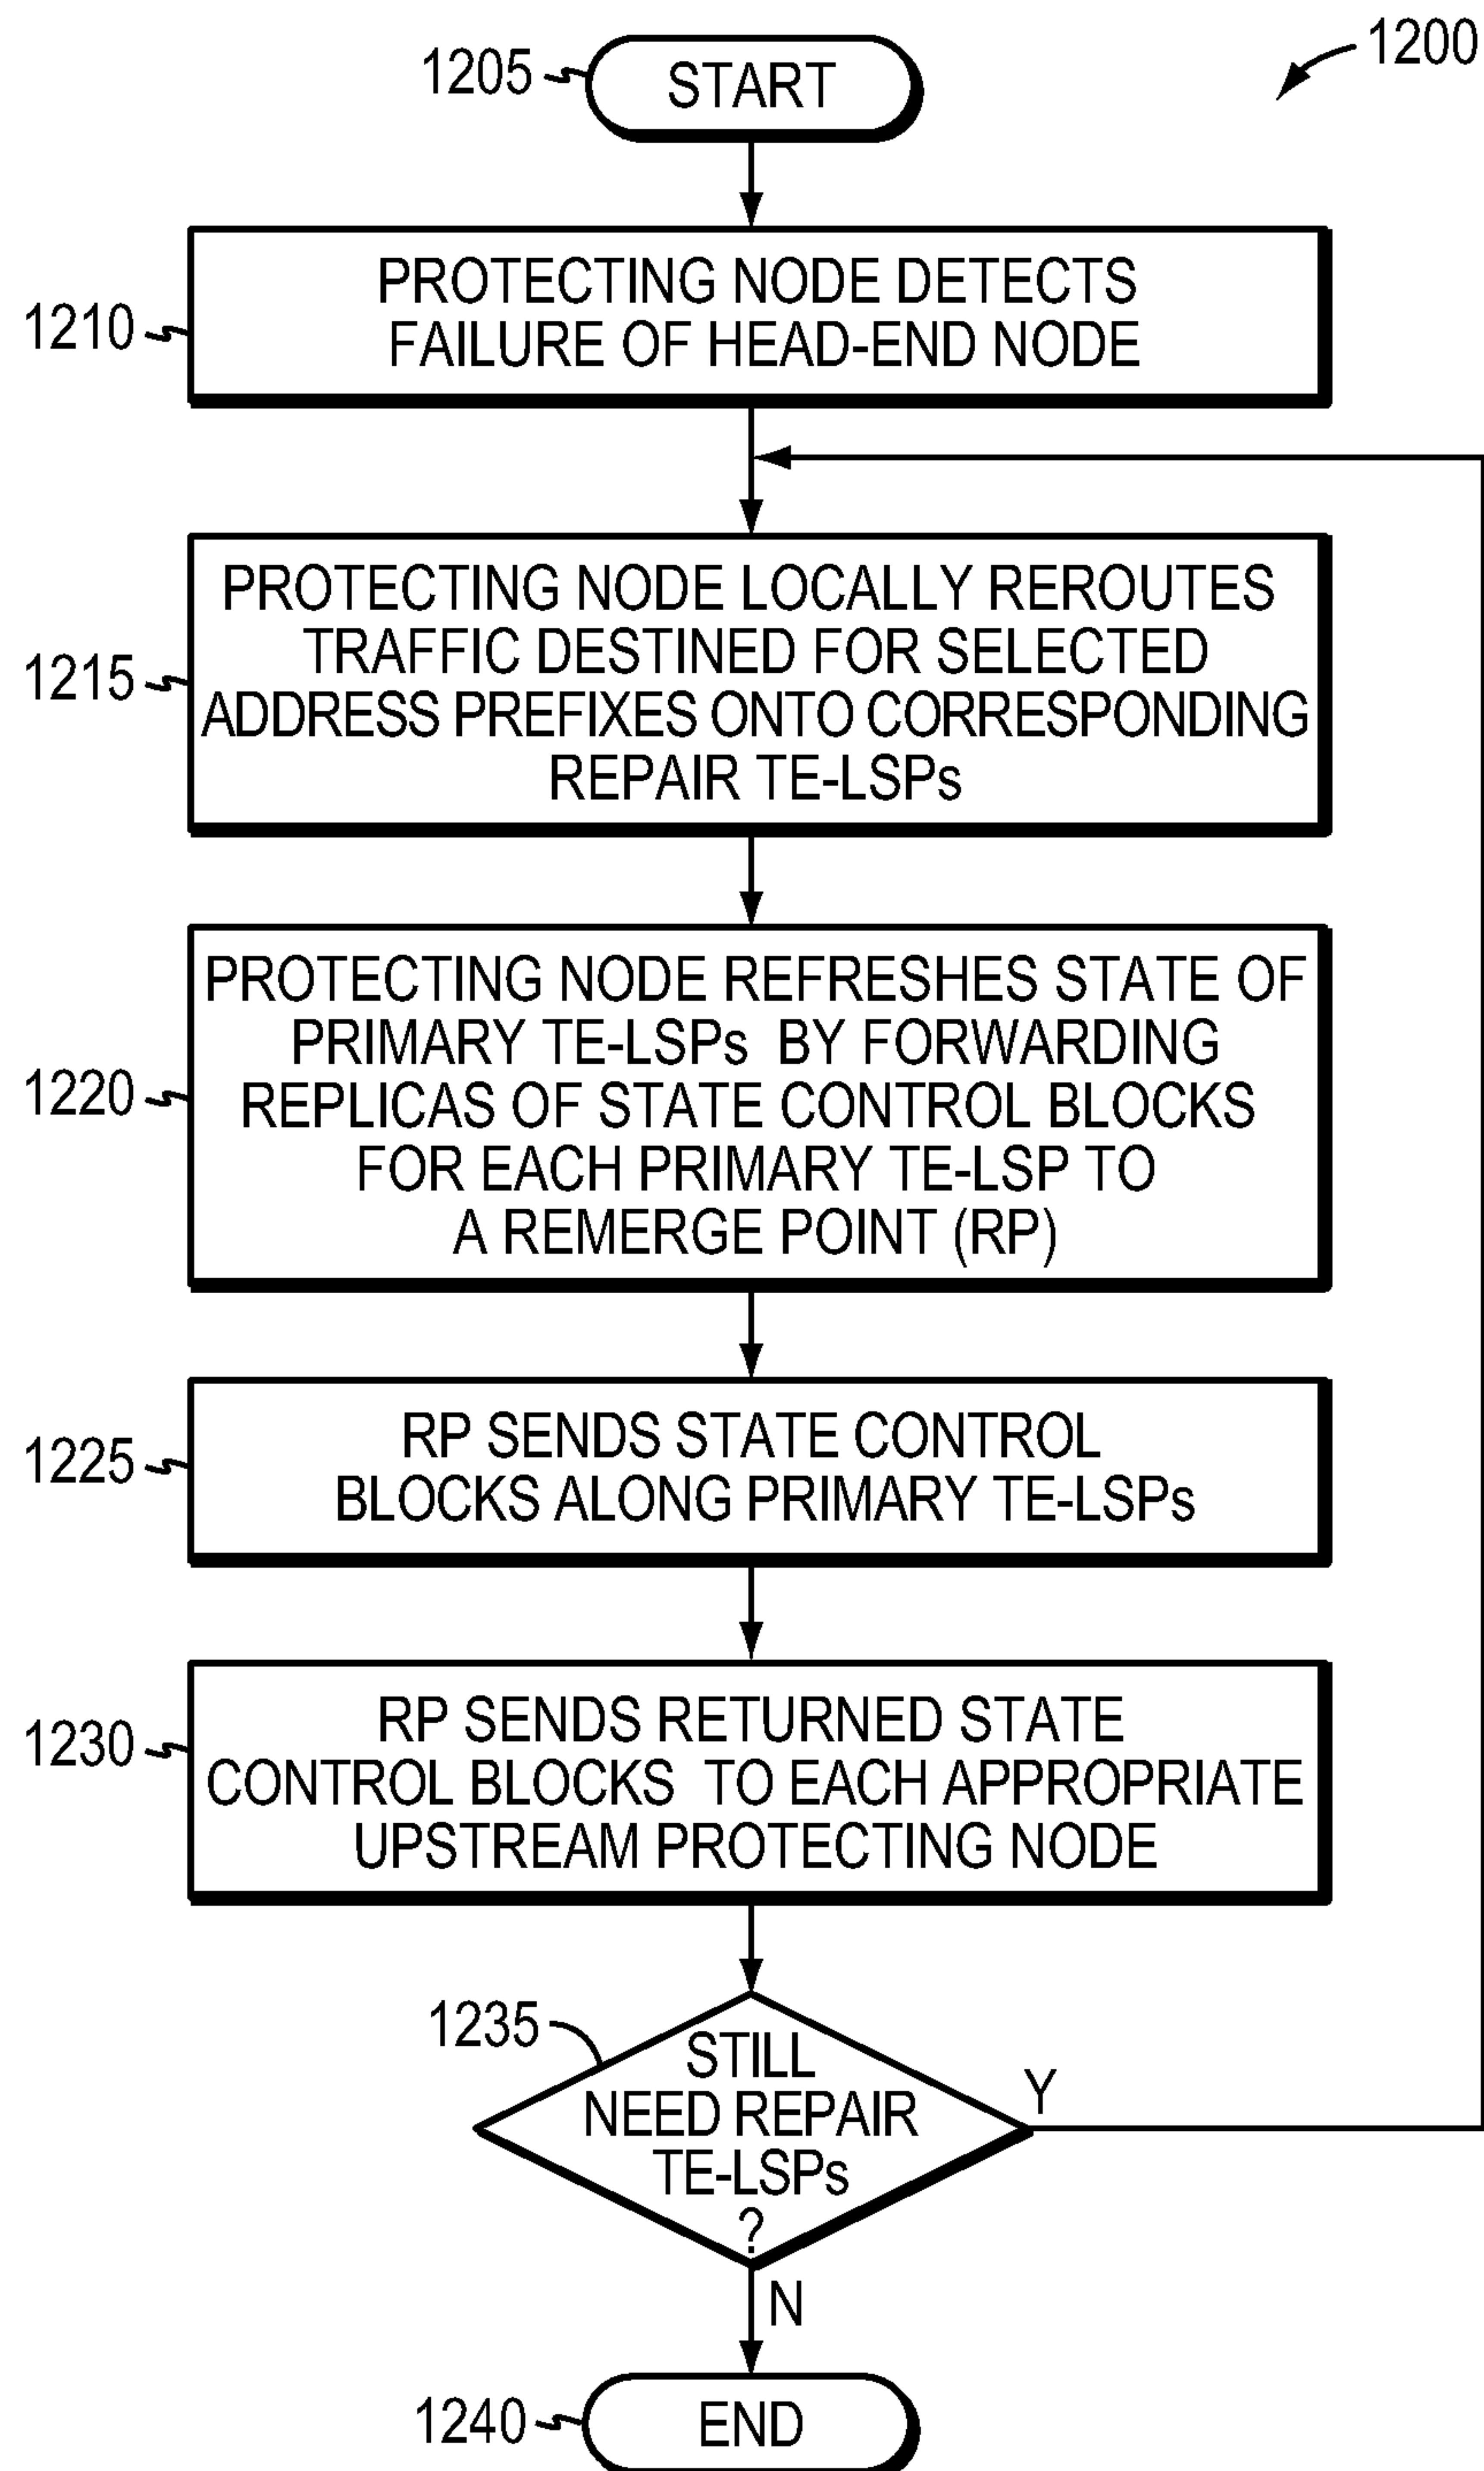 1200
1205
START
1210
PROTECTING NODE DETECTS
FAILURE OF HEAD-END NODE
1215
PROTECTING NODE LOCALLY REROUTES
TRAFFIC DESTINED FOR SELECTED
ADDRESS PREFIXES ONTO CORRESPONDING
REPAIR TE-LSPs
1220
PROTECTING NODE REFRESHES STATE OF
PRIMARY TE-LSPs BY FORWARDING
REPLICAS OF STATE CONTROL BLOCKS
FOR EACH PRIMARY TE-LSP TO
A REMERGE POINT (RP)
1225
RP SENDS STATE CONTROL
BLOCKS ALONG PRIMARY TE-LSPs
1230
RP SENDS RETURNED STATE
CONTROL BLOCKS TO EACH APPROPRIATE
UPSTREAM PROTECTING NODE
1235
STILL
NEED REPAIR
TE-LSPs
?
Y
N
1240
END